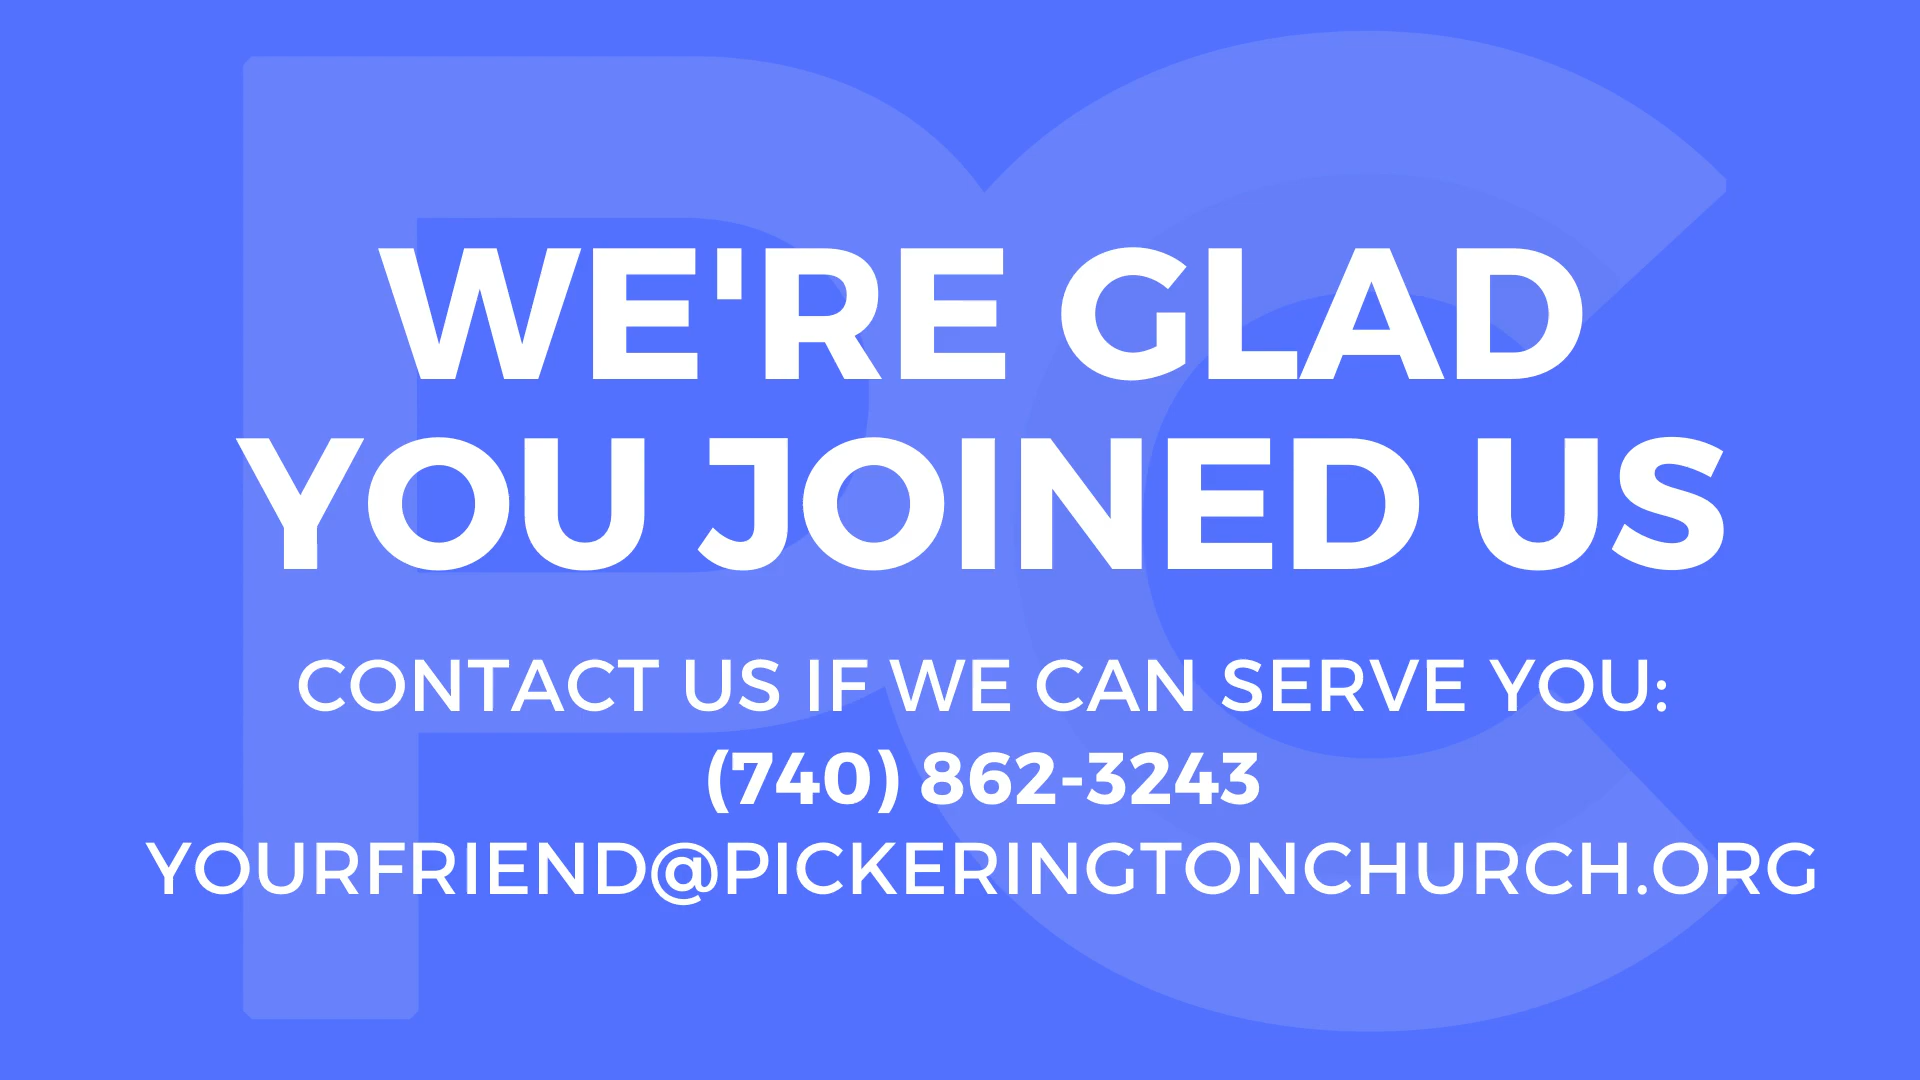 WE'RE GLAD
YOU JOINED US
CONTACT US IF WE CAN SERVE YOU:
(740) 862-3243
YOURFRIEND@PICKERINGTONCHURCH.ORG